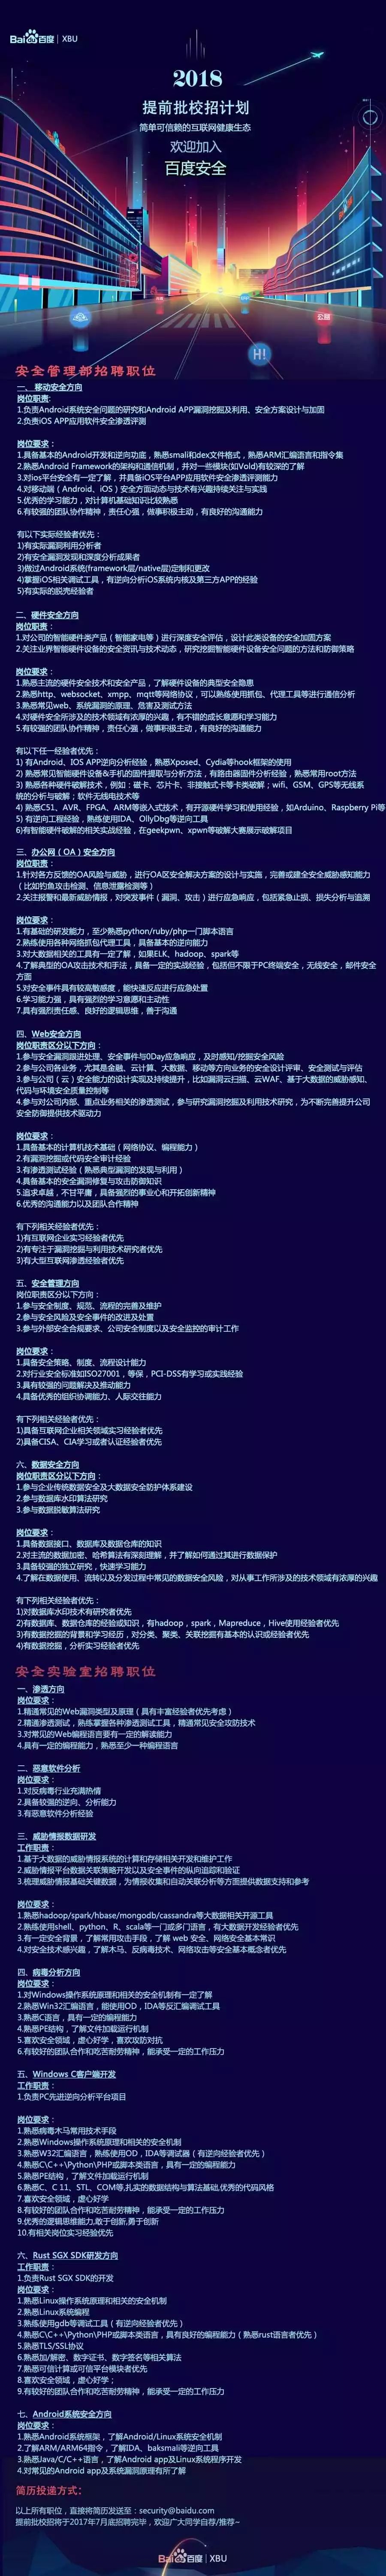 Bai百度 | XBU
2018
提前批校招计划
简单可信赖的互联网健康生态
欢迎加入
百度安全
公益
H!
安全管理部招聘职位
一、 移动安全方向
岗位职责:
1.负责Android系统安全问题的研究和Android APP漏洞挖掘及利用、安全方案设计与加固
2.负责iOS APP应用软件安全渗透评测
岗位要求：
1.具备基本的Android开发和逆向功底，熟悉smali和dex文件格式，熟悉ARM汇编语言和指令集
2.熟悉Android Framework的架构和通信机制，并对一些模块(如Vold)有较深的了解
3.对ios平台安全有一定了解，并具备iOS平台APP应用软件安全渗透评测能力
4.对移动端（Android、iOS）安全方面动态与技术有兴趣持续关注与实践
5.优秀的学习能力，对计算机基础知识比较熟悉
6.有较强的团队协作精神，责任心强，做事积极主动，有良好的沟通能力
有以下实际经验者优先：
1)有实际漏洞利用分析者
2)有安全漏洞发现和深度分析成果者
3)做过Android系统(framework层/native层)定制和更改
4)掌握iOS相关调试工具，有逆向分析iOS系统内核及第三方APP的经验
5)有实际的脱壳经验者
二、硬件安全方向
岗位职责：
1.对公司的智能硬件类产品（智能家电等）进行深度安全评估，设计此类设备的安全加固方案
2.关注业界智能硬件设备的安全资讯与技术动态，研究挖掘智能硬件设备安全问题的方法和防御策略
岗位要求：
1.熟悉主流的硬件安全技术和安全产品，了解硬件设备的典型安全隐患
2.熟悉http、websocket、xmpp、mqtt等网络协议，可以熟练使用抓包、代理工具等进行通信分析
3.熟悉常见web、系统漏洞的原理、危害及测试方法
4.对硬件安全所涉及的技术领域有浓厚的兴趣，有不错的成长意愿和学习能力
5.有较强的团队协作精神，责任心强，做事积极主动，有良好的沟通能力
有以下任一经验者优先：
1) 有Android、IOS APP逆向分析经验，熟悉Xposed、Cydia等hook框架的使用
2) 熟悉常见智能硬件设备&手机的固件提取与分析方法，有路由器固件分析经验，熟悉常用root方法
3) 熟悉各种硬件破解技术，例如：磁卡、芯片卡、非接触式卡等卡类破解；wifi、GSM、GPS等无线系
统的分析与破解；软件无线电技术等
4) 熟悉C51、AVR、FPGA、ARM等嵌入式技术，有开源硬件学习和使用经验，如Arduino、Raspberry Pi等
5) 有逆向工程经验，熟练使用IDA、OllyDbg等逆向工具
6)有智能硬件破解的相关实战经验，在geekpwn、xpwn等破解大赛展示破解项目
三、办公网（OA）安全方向
岗位职责：
1.针对各方反馈的OA风险与威胁，进行OA区安全解决方案的设计与实施，完善或建全安全威胁感知能力
（比如钓鱼攻击检测、信息泄露检测等）
2.关注报警和最新威胁情报，对突发事件（漏洞、攻击）进行应急响应，包括紧急止损、损失分析与追溯
岗位要求：
1.有基础的研发能力，至少熟悉python/ruby/php一门脚本语言
2.熟练使用各种网络抓包代理工具，具备基本的逆向能力
3.对大数据相关的工具有一定了解，如果ELK、hadoop、spark等
4.了解典型的OA攻击技术和手法，具备一定的实战经验，包括但不限于PC终端安全，无线安全，邮件安全
方面
5.对安全事件具有较高敏感度，能快速反应进行应急处置
6.学习能力强，具有强烈的学习意愿和主动性
7.具有强烈责任感、良好的逻辑思维，善于沟通
四、Web安全方向
岗位职责区分以下方向：
1.参与安全漏洞跟进处理、安全事件与0Day应急响应，及时感知/挖掘安全风险
2.参与公司各业务，尤其是金融、云计算、大数据、移动等方向业务的安全设计评审、安全测试与评估
3.参与公司（云）安全能力的设计实现及持续提升，比如漏洞云扫描、云WAF、基于大数据的威胁感知、
代码与环境安全质量控制等
4.参与对公司内部、重点业务相关的渗透测试，参与研究漏洞挖掘及利用技术研究，为不断完善提升公司
安全防御提供技术驱动力
岗位要求：
1.具备基本的计算机技术基础（网络协议、编程能力）
2.有漏洞挖掘或代码安全审计经验
3.有渗透测试经验（熟悉典型漏洞的发现与利用）
4.具备基本的安全漏洞修复与攻击防御知识
5.追求卓越，不甘平庸，具备强烈的事业心和开拓创新精神
6.优秀的沟通能力以及团队合作精神
有下列相关经验者优先：
1)有互联网企业实习经验者优先
2)有专注于漏洞挖掘与利用技术研究者优先
3)有大型互联网渗透经验者优先
五、安全管理方向
岗位职责区分以下方向：
1.参与安全制度、规范、流程的完善及维护
2.参与安全风险及安全事件的改进及处置
3.参与外部安全合规要求、公司安全制度以及安全监控的审计工作
岗位要求：
1.具备安全策略、制度、流程设计能力
2.对行业安全标准如ISO27001，等保，PCI-DSS有学习或实践经验
3.具有较强的问题解决及推动能力
4.具备优秀的组织协调能力、人际交往能力
有下列相关经验者优先：
1)具备互联网企业相关领域实习经验者优先
2)具备CISA、CIA学习或者认证经验者优先
六、数据安全方向
岗位职责区分以下方向：
1.参与企业传统数据安全及大数据安全防护体系建设
2.参与数据库水印算法研究
3.参与数据脱敏算法研究
岗位要求：
1.具备数据接口、数据库及数据仓库的知识
2.对主流的数据加密、哈希算法有深刻理解，并了解如何通过其进行数据保护
3.具备较强的独立研究，快速学习能力
4.了解在数据使用、流转以及分发过程中常见的数据安全风险，对从事工作所涉及的技术领域有浓厚的兴趣
有下列相关经验者优先：
1)对数据库水印技术有研究者优先
2)有数据库、数据仓库的经验或知识，有hadoop，spark，Mapreduce，Hive使用经验者优先
3)有数据挖掘的背景和学习经历，对分类、聚类、关联挖掘有基本的认识或经验者优先
4)有数据挖掘，分析实习经验者优先
安全实验室招聘职位
一、渗透方向
岗位要求：
1.精通常见的Web漏洞类型及原理（具有丰富经验者优先考虑）
2.精通渗透测试，熟练掌握各种渗透测试工具，精通常见安全攻防技术
3.对常见的Web编程语言要有一定的解读能力
4.具有一定的编程能力，熟悉至少一种编程语言
二、恶意软件分析
岗位要求：
1.对反病毒行业充满热情
2.具备较强的逆向、分析能力
3.有恶意软件分析经验
三、威胁情报数据研发
工作职责：
1.基于大数据的威胁情报系统的计算和存储相关开发和维护工作
2.威胁情报平台数据关联策略开发以及安全事件的纵向追踪和验证
3.梳理威胁情报基础关键数据，为情报收集和自动关联分析等方面提供数据支持和参考
岗位要求：
1.熟悉hadoop/spark/hbase/mongodb/cassandra等大数据相关开源工具
2.熟练使用shell、python、R、scala等一门或多门语言，有大数据开发经验者优先
3.有一定安全背景，了解常用攻击手段，了解 web 安全、网络安全基本常识
4.对安全技术感兴趣，了解木马、反病毒技术、网络攻击等安全基本概念者优先
四、病毒分析方向
岗位要求：
1.对Windows操作系统原理和相关的安全机制有一定了解
2.熟悉Win32汇编语言，能使用OD，IDA等反汇编调试工具
3.熟悉C语言，具有一定的编程能力
4.熟悉PE结构，了解文件加载运行机制
5.喜欢安全领域，虚心好学，喜欢攻防对抗
6.有较好的团队合作和吃苦耐劳精神，能承受一定的工作压力
五、Windows C客户端开发
工作职责：
1.负责PC先进逆向分析平台项目
岗位要求：
1.熟悉病毒木马常用技术手段
2.熟悉Windows操作系统原理和相关的安全机制
3.熟悉W32汇编语言，熟练使用OD，IDA等调试器（有逆向经验者优先）
4.熟悉C\C++\Python\PHP或脚本类语言，具有一定的编程能力
5.熟悉PE结构，了解文件加载运行机制
6.熟悉C、C 11、STL、COM等,扎实的数据结构与算法基础,优秀的代码风格
7.喜欢安全领域，虚心好学
8.有较好的团队合作和吃苦耐劳精神，能承受一定的工作压力
9.优秀的逻辑思维能力,敢于创新,勇于创新
10.有相关岗位实习经验优先
六、Rust SGX SDK研发方向
工作职责：
1.负责Rust SGX SDK的开发
岗位要求：
1.熟悉Linux操作系统原理和相关的安全机制
2.熟悉Linux系统编程
3.熟练使用gdb等调试工具（有逆向经验者优先）
4.熟悉C\C++\Python\PHP或脚本类语言，具有良好的编程能力（熟悉rust语言者优先）
5.熟悉TLS/SSL协议
6.熟悉加/解密、数字证书、数字签名等相关算法
7.熟悉可信计算或可信平台模块者优先
8.喜欢安全领域，虚心好学；
9.有较好的团队合作和吃苦耐劳精神，能承受一定的工作压力
七、Android系统安全方向
岗位要求：
1.熟悉Android系统框架，了解Android/Linux系统安全机制
2.了解ARM/ARM64指令，了解IDA、baksmali等逆向工具
3.熟悉Java/C/C++语言，了解Android app及Linux系统程序开发
4.对常见的Android app及系统漏洞原理有所了解
简历投递方式：
以上所有职位，直接将简历发送至：security@baidu.com
提前批校招将于2017年7月底招聘完毕，欢迎广大同学自荐/推荐~
Bai百度 | XBU